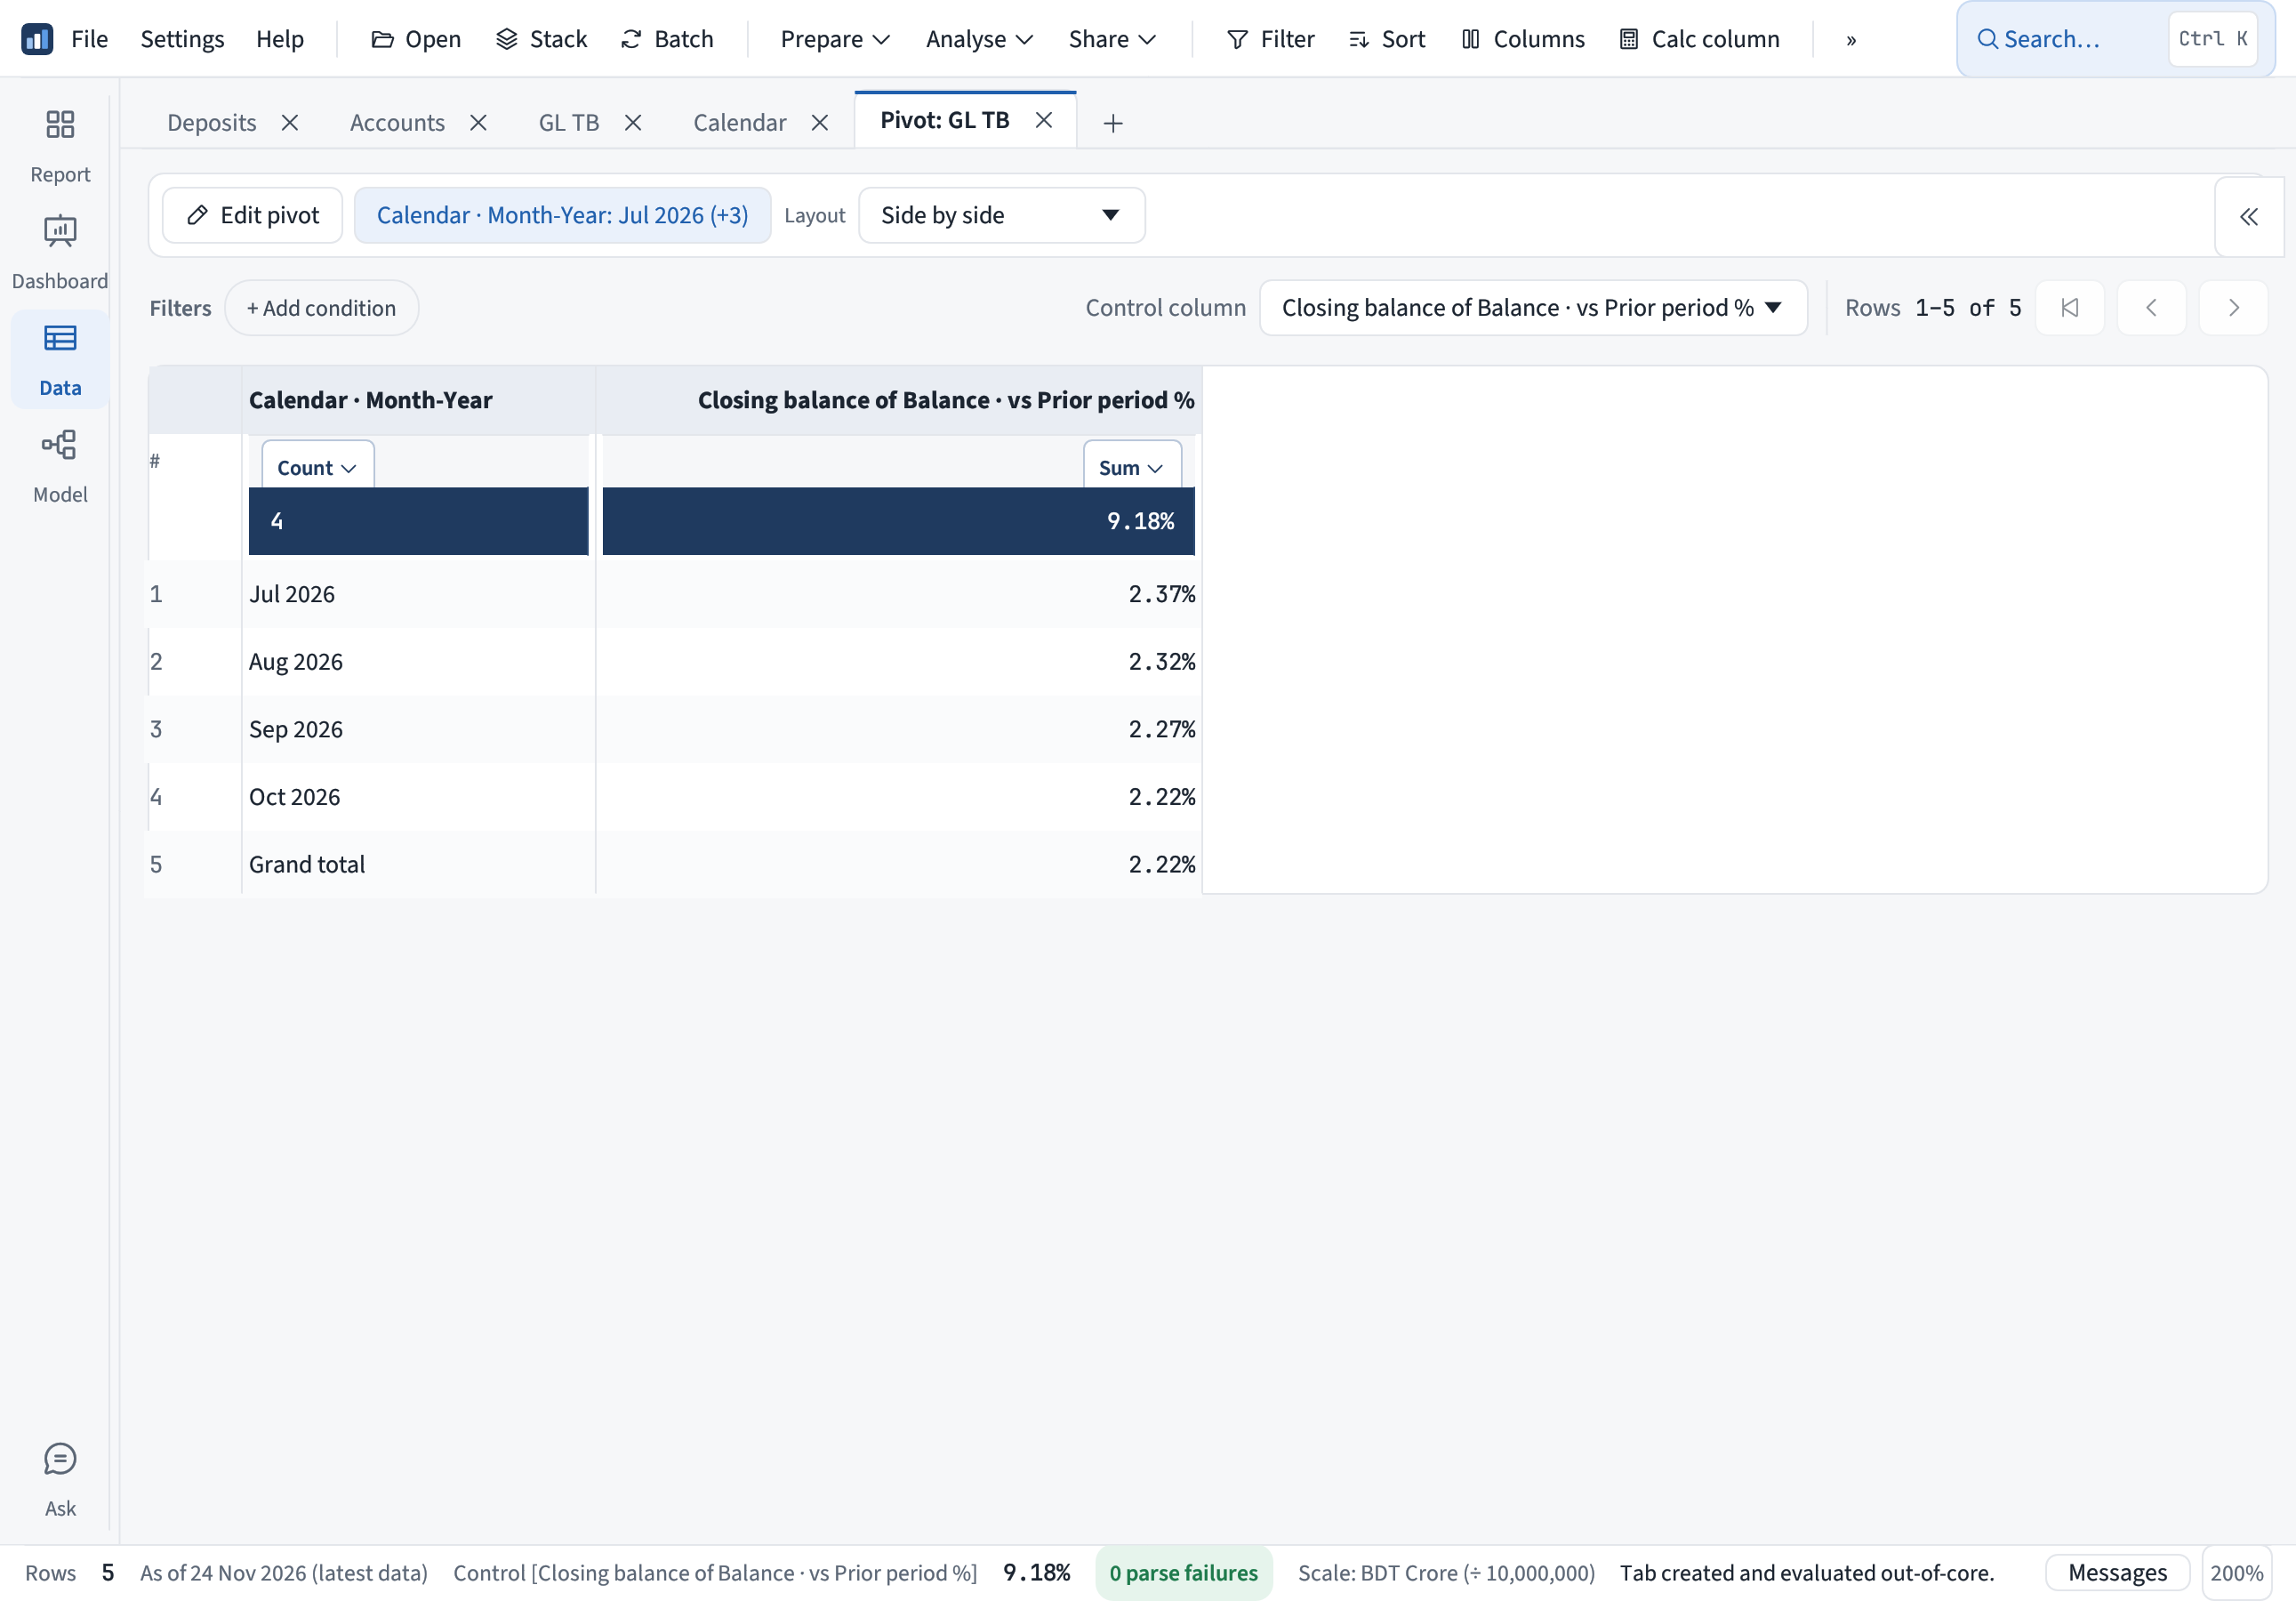 File Settings Help Open Stack Batch Prepare Analyse Share Filter Sort Columns Calc column » Search… Ctrl K
Deposits Accounts GL TB Calendar Pivot: GL TB
Report
Dashboard
Data
Model
Ask
Edit pivot Calendar · Month-Year: Jul 2026 (+3) Layout Side by side
Filters + Add condition Control column Closing balance of Balance · vs Prior period % Rows 1–5 of 5
Calendar · Month-Year Closing balance of Balance · vs Prior period %
# Count Sum
4 9.18%
1 Jul 2026 2.37%
2 Aug 2026 2.32%
3 Sep 2026 2.27%
4 Oct 2026 2.22%
5 Grand total 2.22%
Rows 5 As of 24 Nov 2026 (latest data) Control [Closing balance of Balance · vs Prior period %] 9.18% 0 parse failures Scale: BDT Crore (÷ 10,000,000) Tab created and evaluated out-of-core. Messages 200%